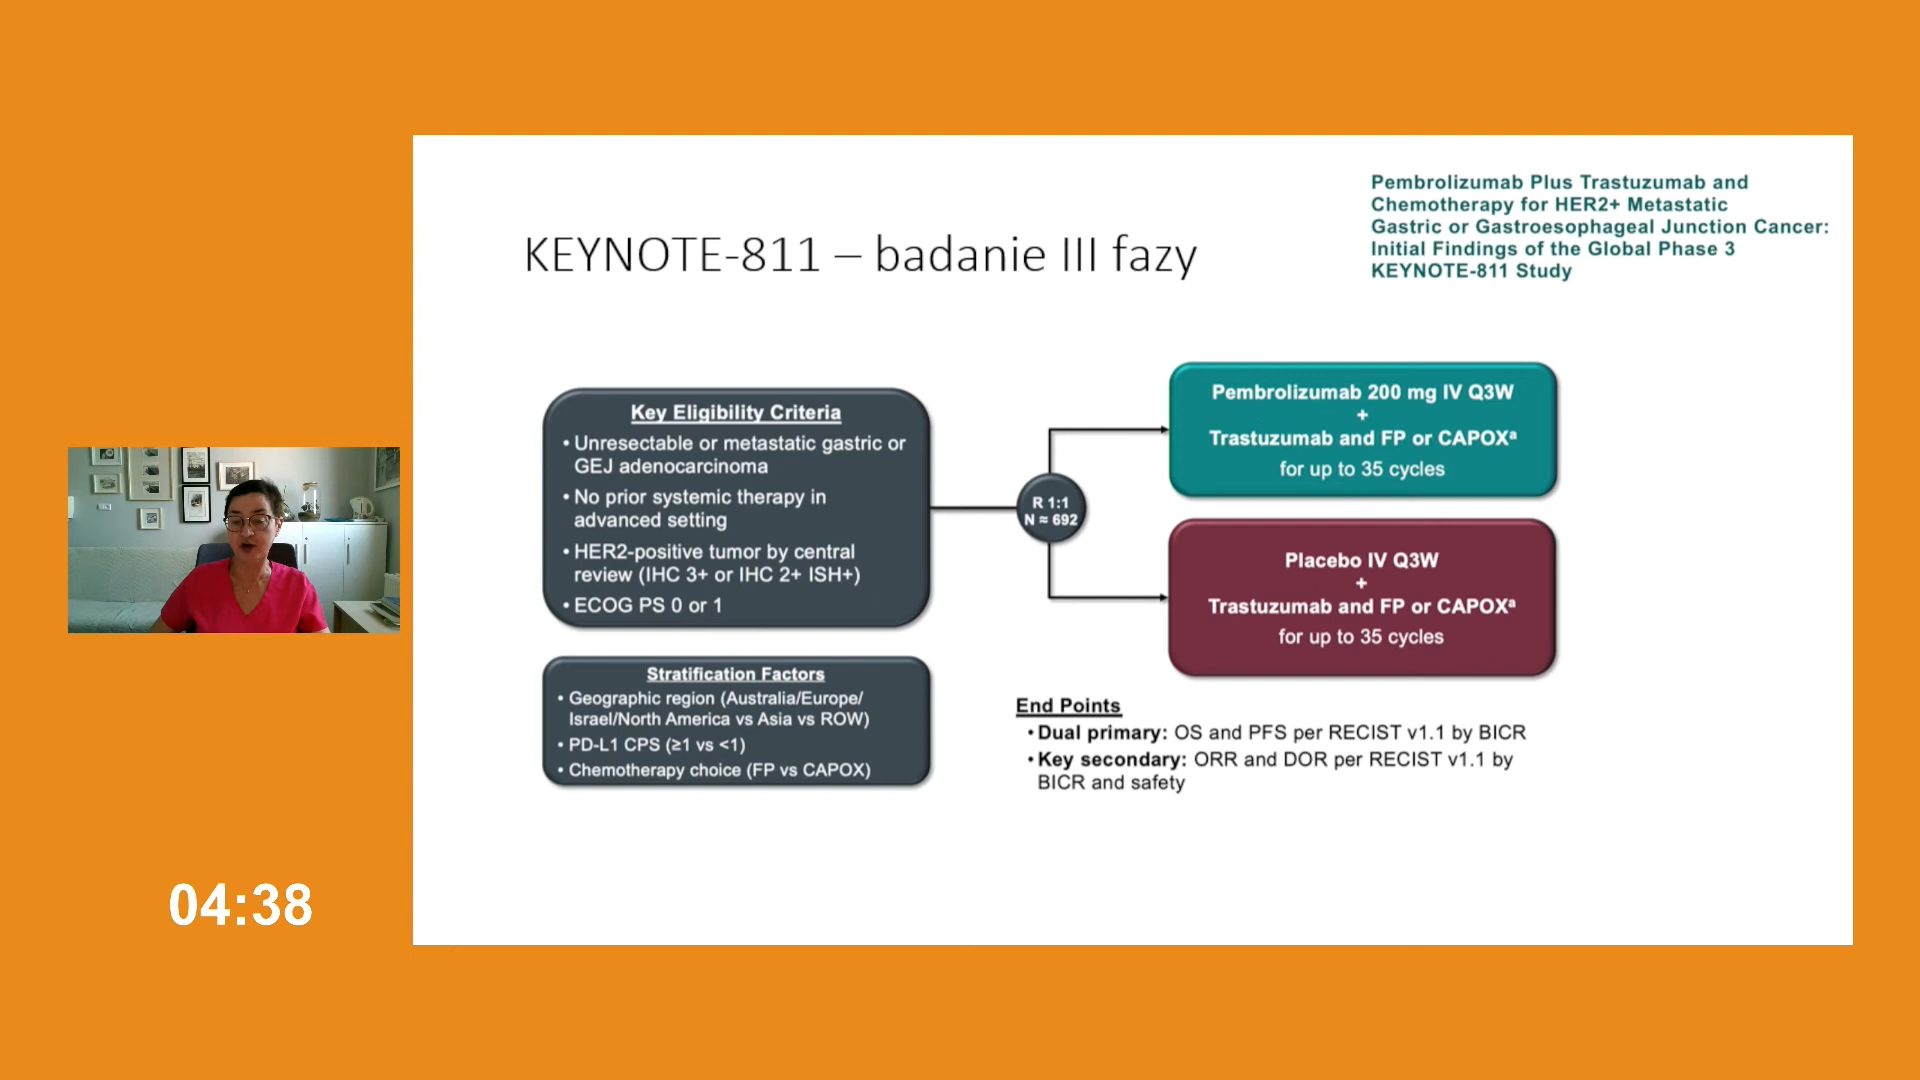 Pembrolizumab Plus Trastuzumab and
Chemotherapy for HER2+ Metastatic
Gastric or Gastroesophageal Junction Cancer:
Initial Findings of the Global Phase 3
KEYNOTE-811 Study
KEYNOTE-811 – badanie III fazy
Key Eligibility Criteria
• Unresectable or metastatic gastric or
GEJ adenocarcinoma
• No prior systemic therapy in
advanced setting
• HER2-positive tumor by central
review (IHC 3+ or IHC 2+ ISH+)
• ECOG PS 0 or 1
Stratification Factors
• Geographic region (Australia/Europe/
Israel/North America vs Asia vs ROW)
• PD-L1 CPS (≥1 vs <1)
• Chemotherapy choice (FP vs CAPOX)
R 1:1
N ≈ 692
Pembrolizumab 200 mg IV Q3W
+
Trastuzumab and FP or CAPOXª
for up to 35 cycles
Placebo IV Q3W
+
Trastuzumab and FP or CAPOXª
for up to 35 cycles
End Points
• Dual primary: OS and PFS per RECIST v1.1 by BICR
• Key secondary: ORR and DOR per RECIST v1.1 by
BICR and safety
04:38